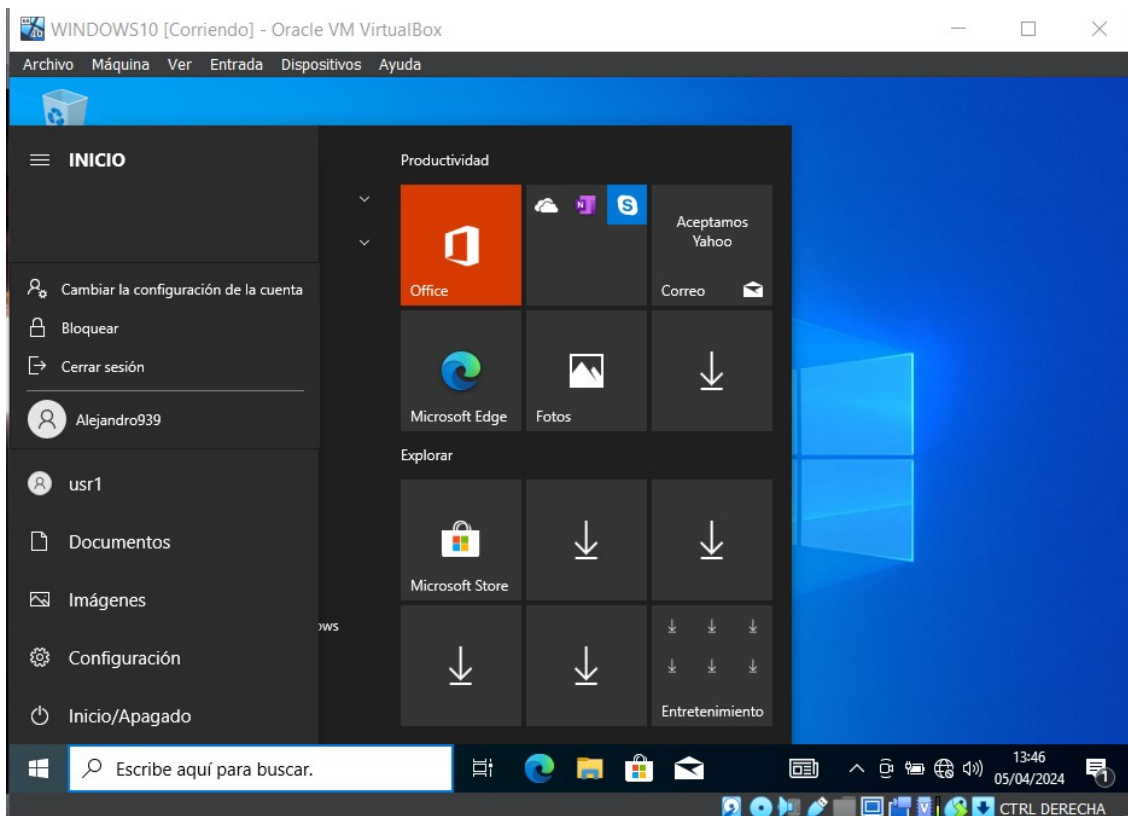 WINDOWS10 [Corriendo] - Oracle VM VirtualBox
Archivo Máquina Ver Entrada Dispositivos Ayuda
INICIO
Cambiar la configuración de la cuenta
Bloquear
Cerrar sesión
Alejandro939
usr1
Documentos
Imágenes
Configuración
Inicio/Apagado
ows
Productividad
Office
Aceptamos
Yahoo
Correo
Microsoft Edge
Fotos
Explorar
Microsoft Store
Entretenimiento
Escribe aquí para buscar.
13:46
05/04/2024
1
CTRL DERECHA